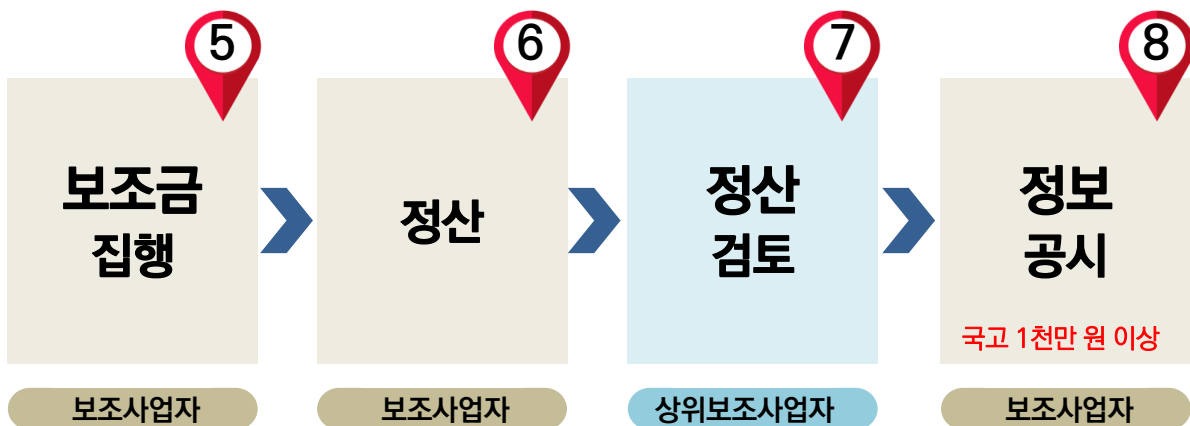 5
보조금
집행
보조사업자
6
정산
보조사업자
7
정산
검토
상위보조사업자
8
정보
공시
국고 1천만 원 이상
보조사업자